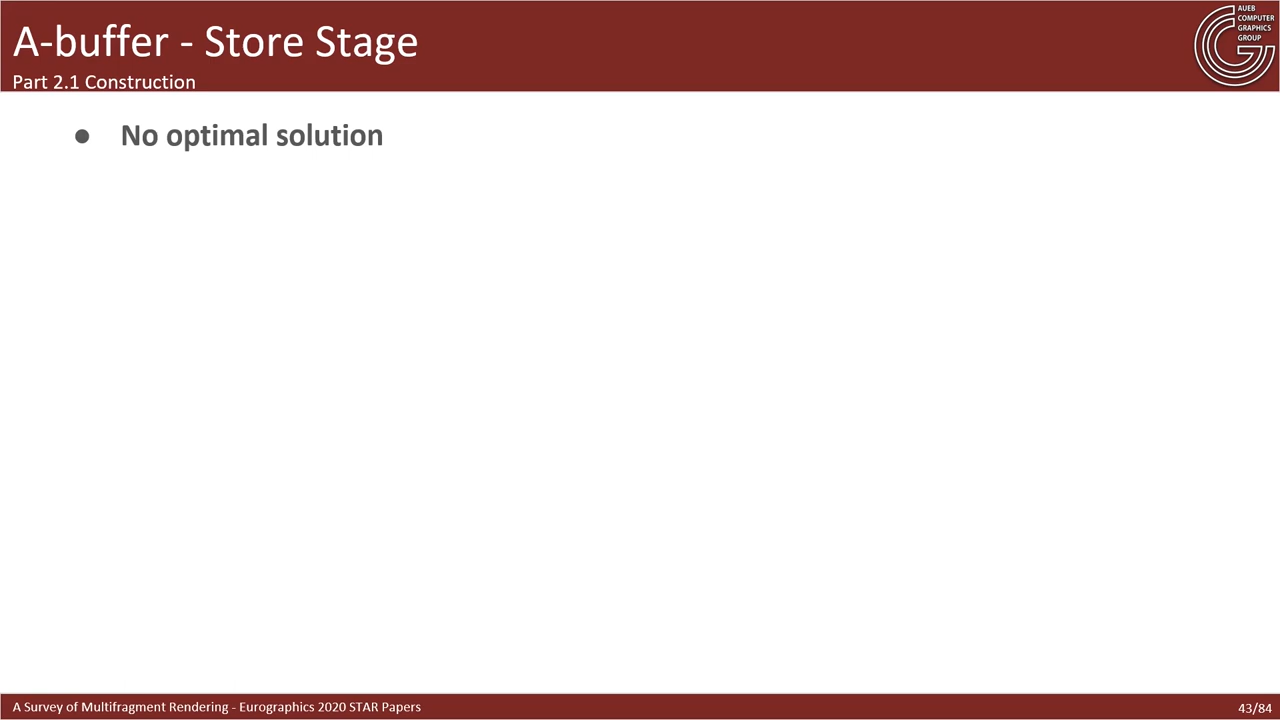 A-buffer - Store Stage
Part 2.1 Construction
AUEB
COMPUTER
GRAPHICS
GROUP
● No optimal solution
A Survey of Multifragment Rendering - Eurographics 2020 STAR Papers
43/84